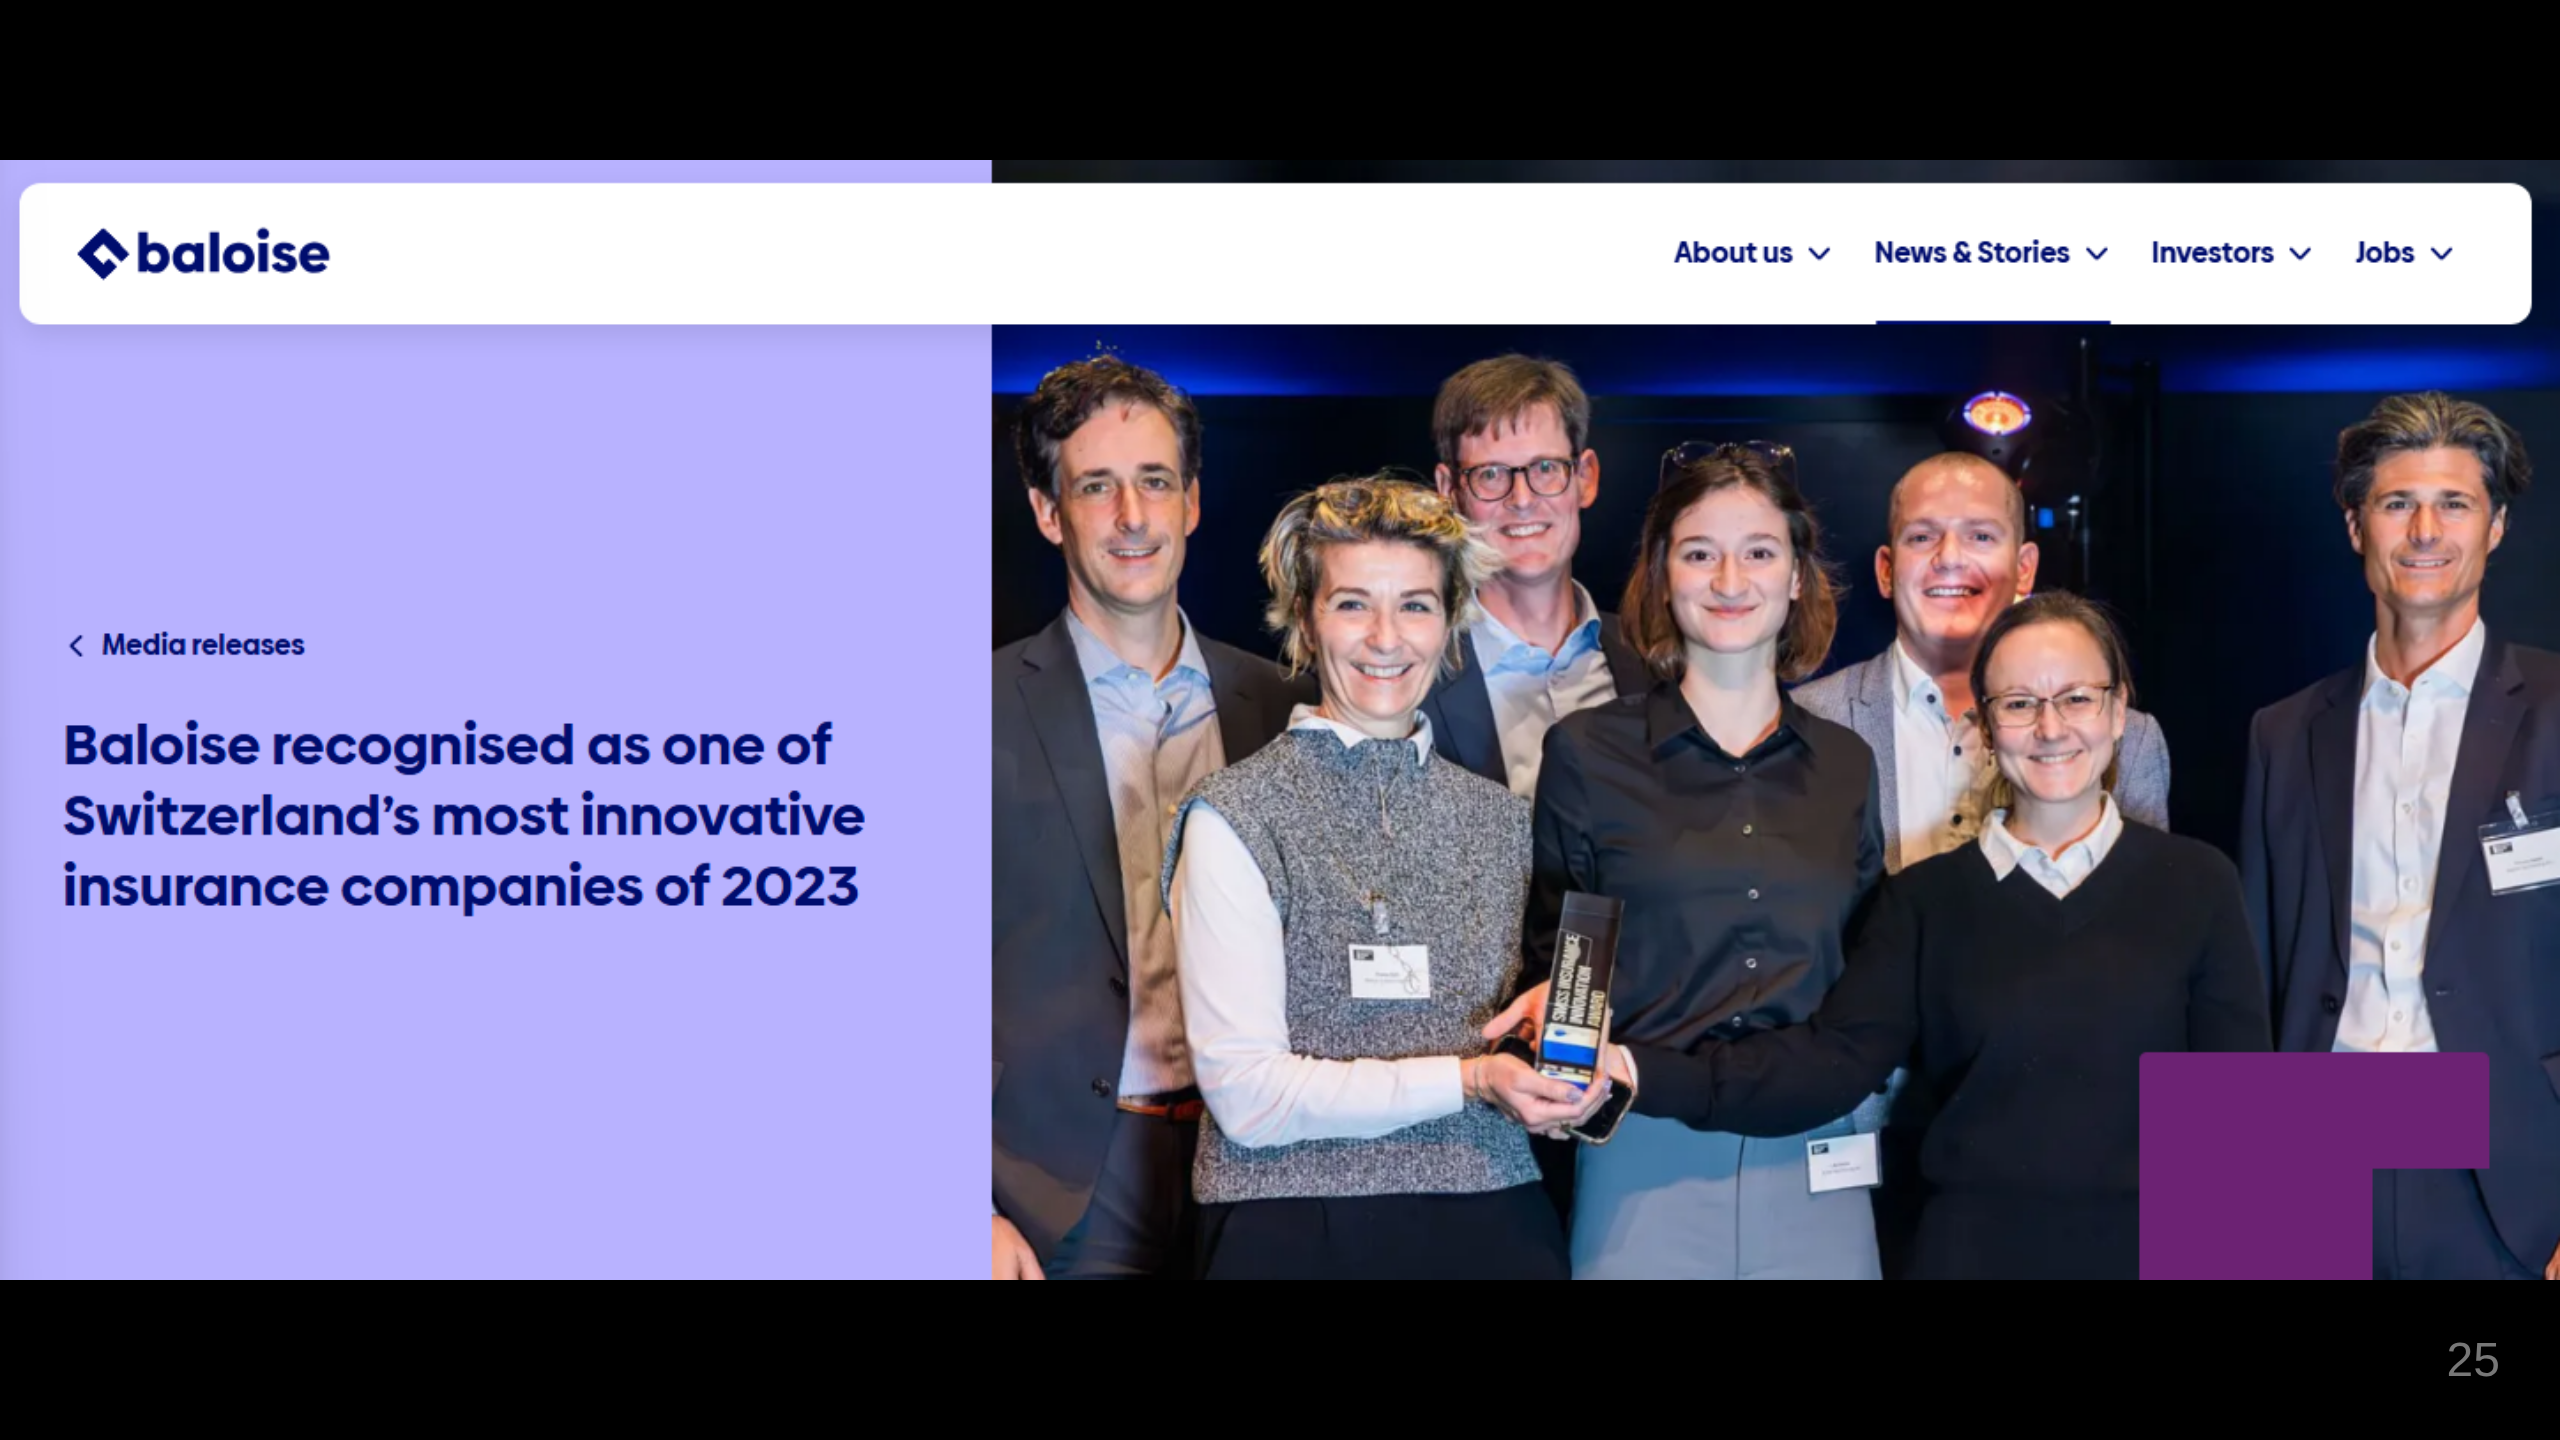 baloise
About us
News & Stories
Investors
Jobs
Media releases
Baloise recognised as one of
Switzerland’s most innovative
insurance companies of 2023
SWISS INSURANCE
INNOVATION
AWARD
25